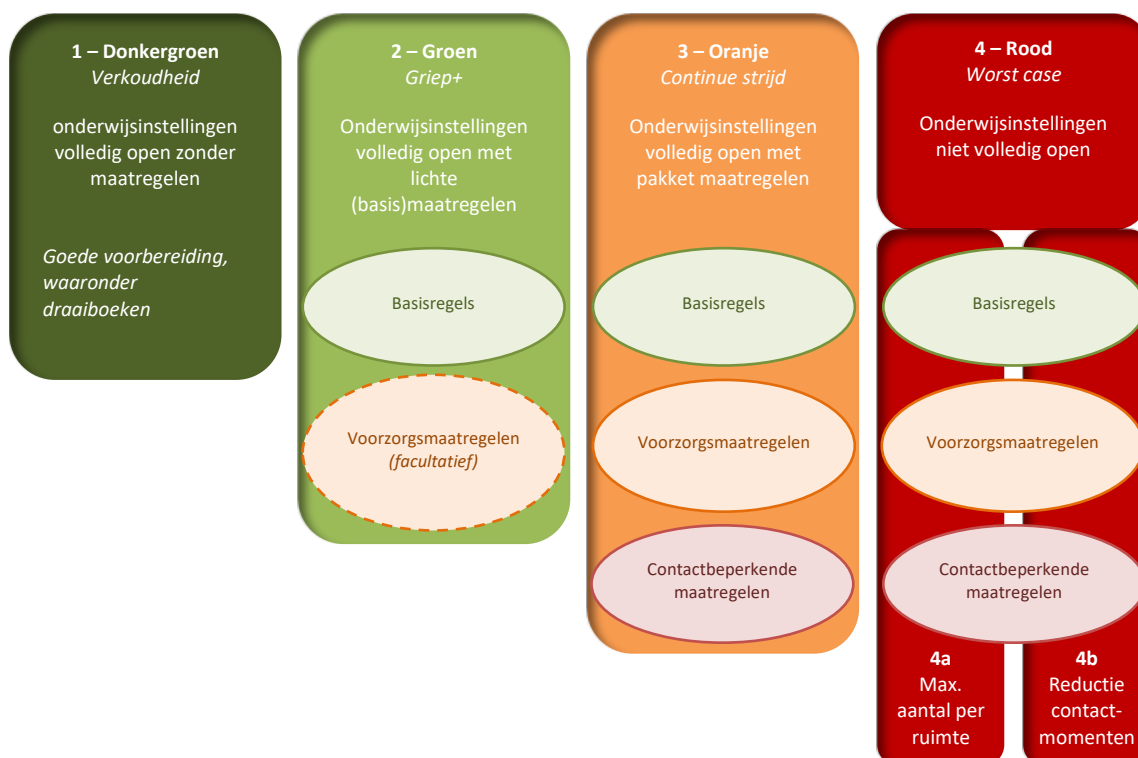 1 – Donkergroen
Verkoudheid
onderwijsinstellingen
volledig open zonder
maatregelen
Goede voorbereiding,
waaronder
draaiboeken
2 – Groen
Griep+
Onderwijsinstellingen
volledig open met
lichte
(basis)maatregelen
Basisregels
Voorzorgsmaatregelen
(facultatief)
3 – Oranje
Continue strijd
Onderwijsinstellingen
volledig open met
pakket maatregelen
Basisregels
Voorzorgsmaatregelen
Contactbeperkende
maatregelen
4 – Rood
Worst case
Onderwijsinstellingen
niet volledig open
Basisregels
Voorzorgsmaatregelen
Contactbeperkende
maatregelen
4a
Max.
aantal per
ruimte
4b
Reductie
contact-
momenten